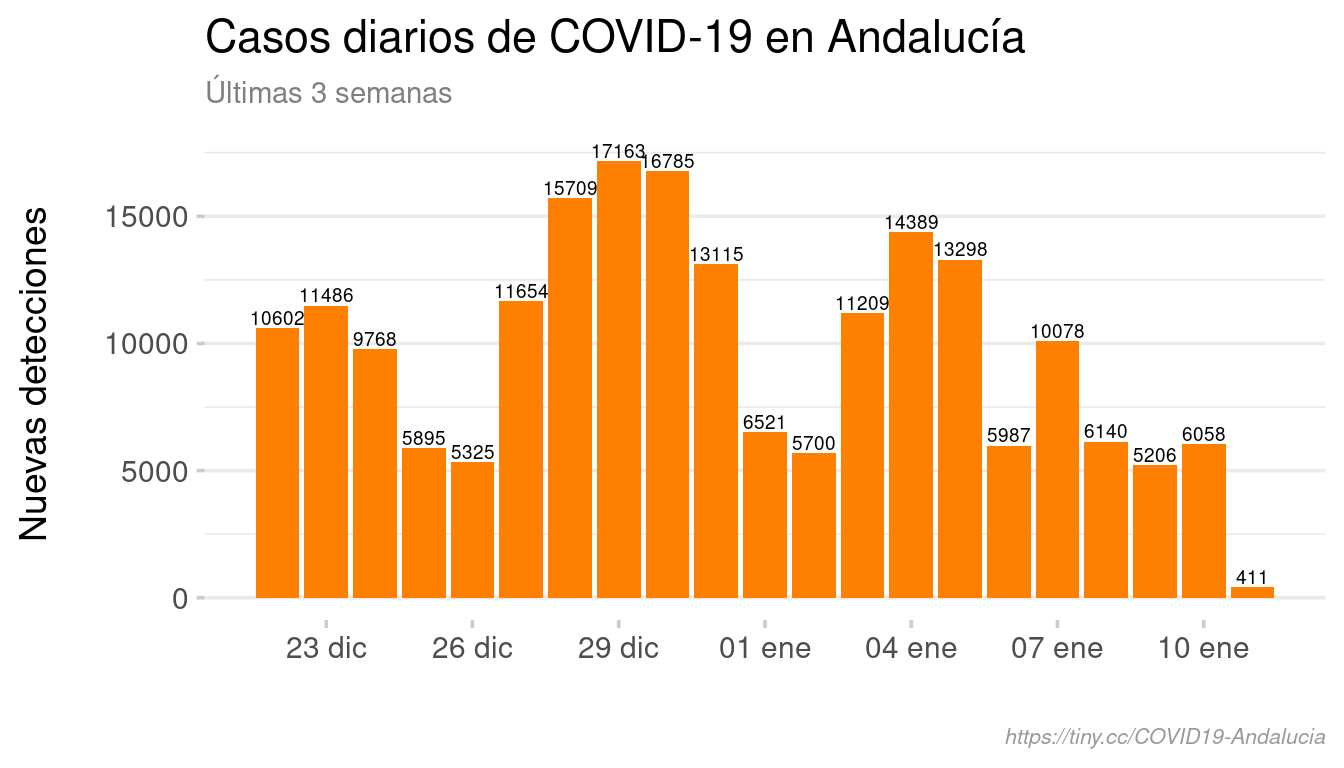 Casos diarios de COVID-19 en Andalucía
Últimas 3 semanas
Nuevas detecciones
15000
10000
5000
0
10602
11486
9768
5895
5325
11654
15709
17163
16785
13115
6521
5700
11209
14389
13298
5987
10078
6140
5206
6058
411
23 dic
26 dic
29 dic
01 ene
04 ene
07 ene
10 ene
https://tiny.cc/COVID19-Andalucia